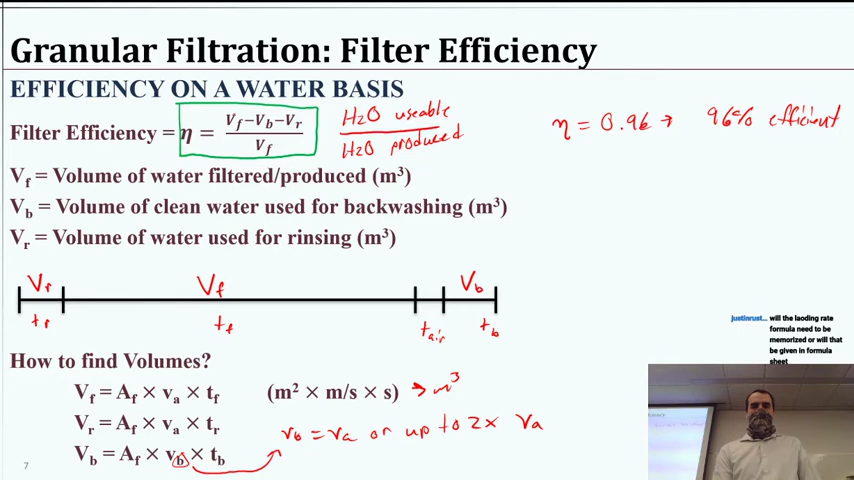 Granular Filtration: Filter Efficiency
EFFICIENCY ON A WATER BASIS
Filter Efficiency = η = (V_f−V_b−V_r)/V_f
H2O useable
H2O produced
η = 0.96 → 96% efficient
V_f = Volume of water filtered/produced (m³)
V_b = Volume of clean water used for backwashing (m³)
V_r = Volume of water used for rinsing (m³)
V_r V_f V_b
t_r t_f t_air t_b
justinrust... will the laoding rate
formula need to be
memorized or will that
be given in formula
sheet
How to find Volumes?
V_f = A_f × v_a × t_f (m² × m/s × s) → m³
V_r = A_f × v_a × t_r
v_b = v_a or up to 2x v_a
V_b = A_f × v_b × t_b
7